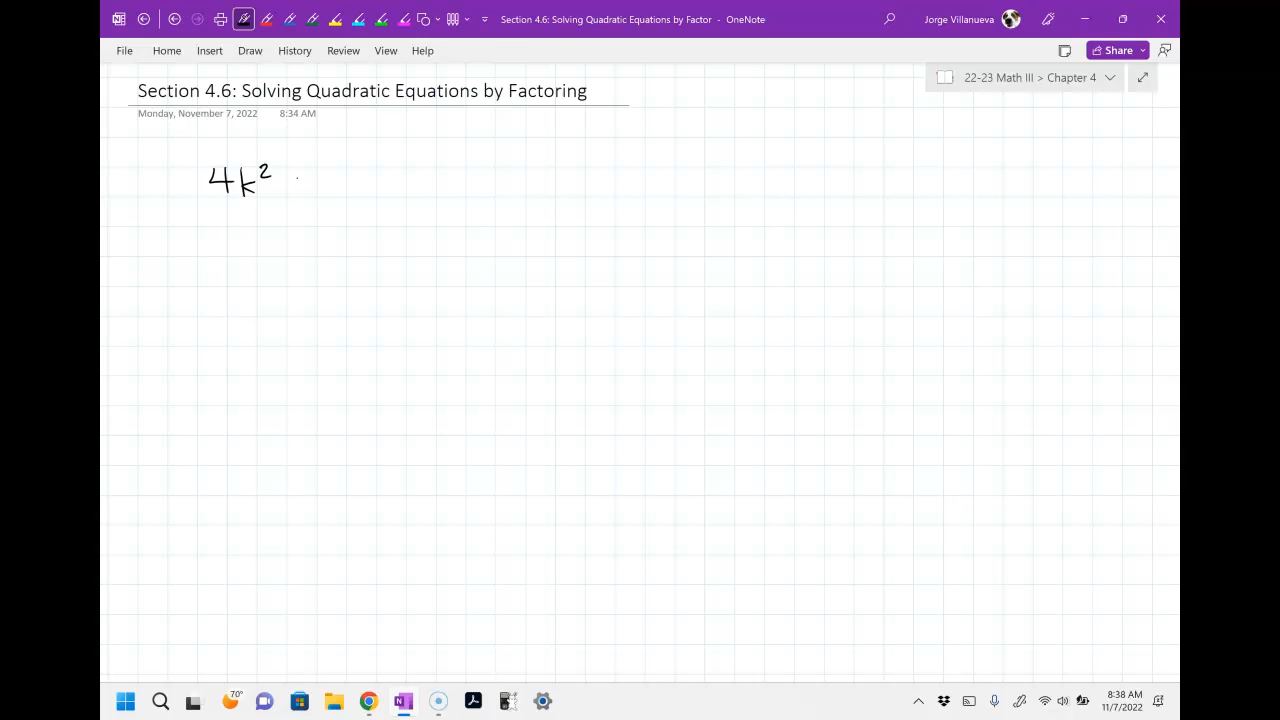 Section 4.6: Solving Quadratic Equations by Factor - OneNote
Jorge Villanueva
File Home Insert Draw History Review View Help
Share
22-23 Math III > Chapter 4
Section 4.6: Solving Quadratic Equations by Factoring
Monday, November 7, 2022 8:34 AM
4k²
70°
8:38 AM
11/7/2022